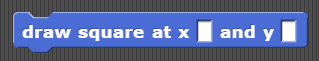 draw square at x and y